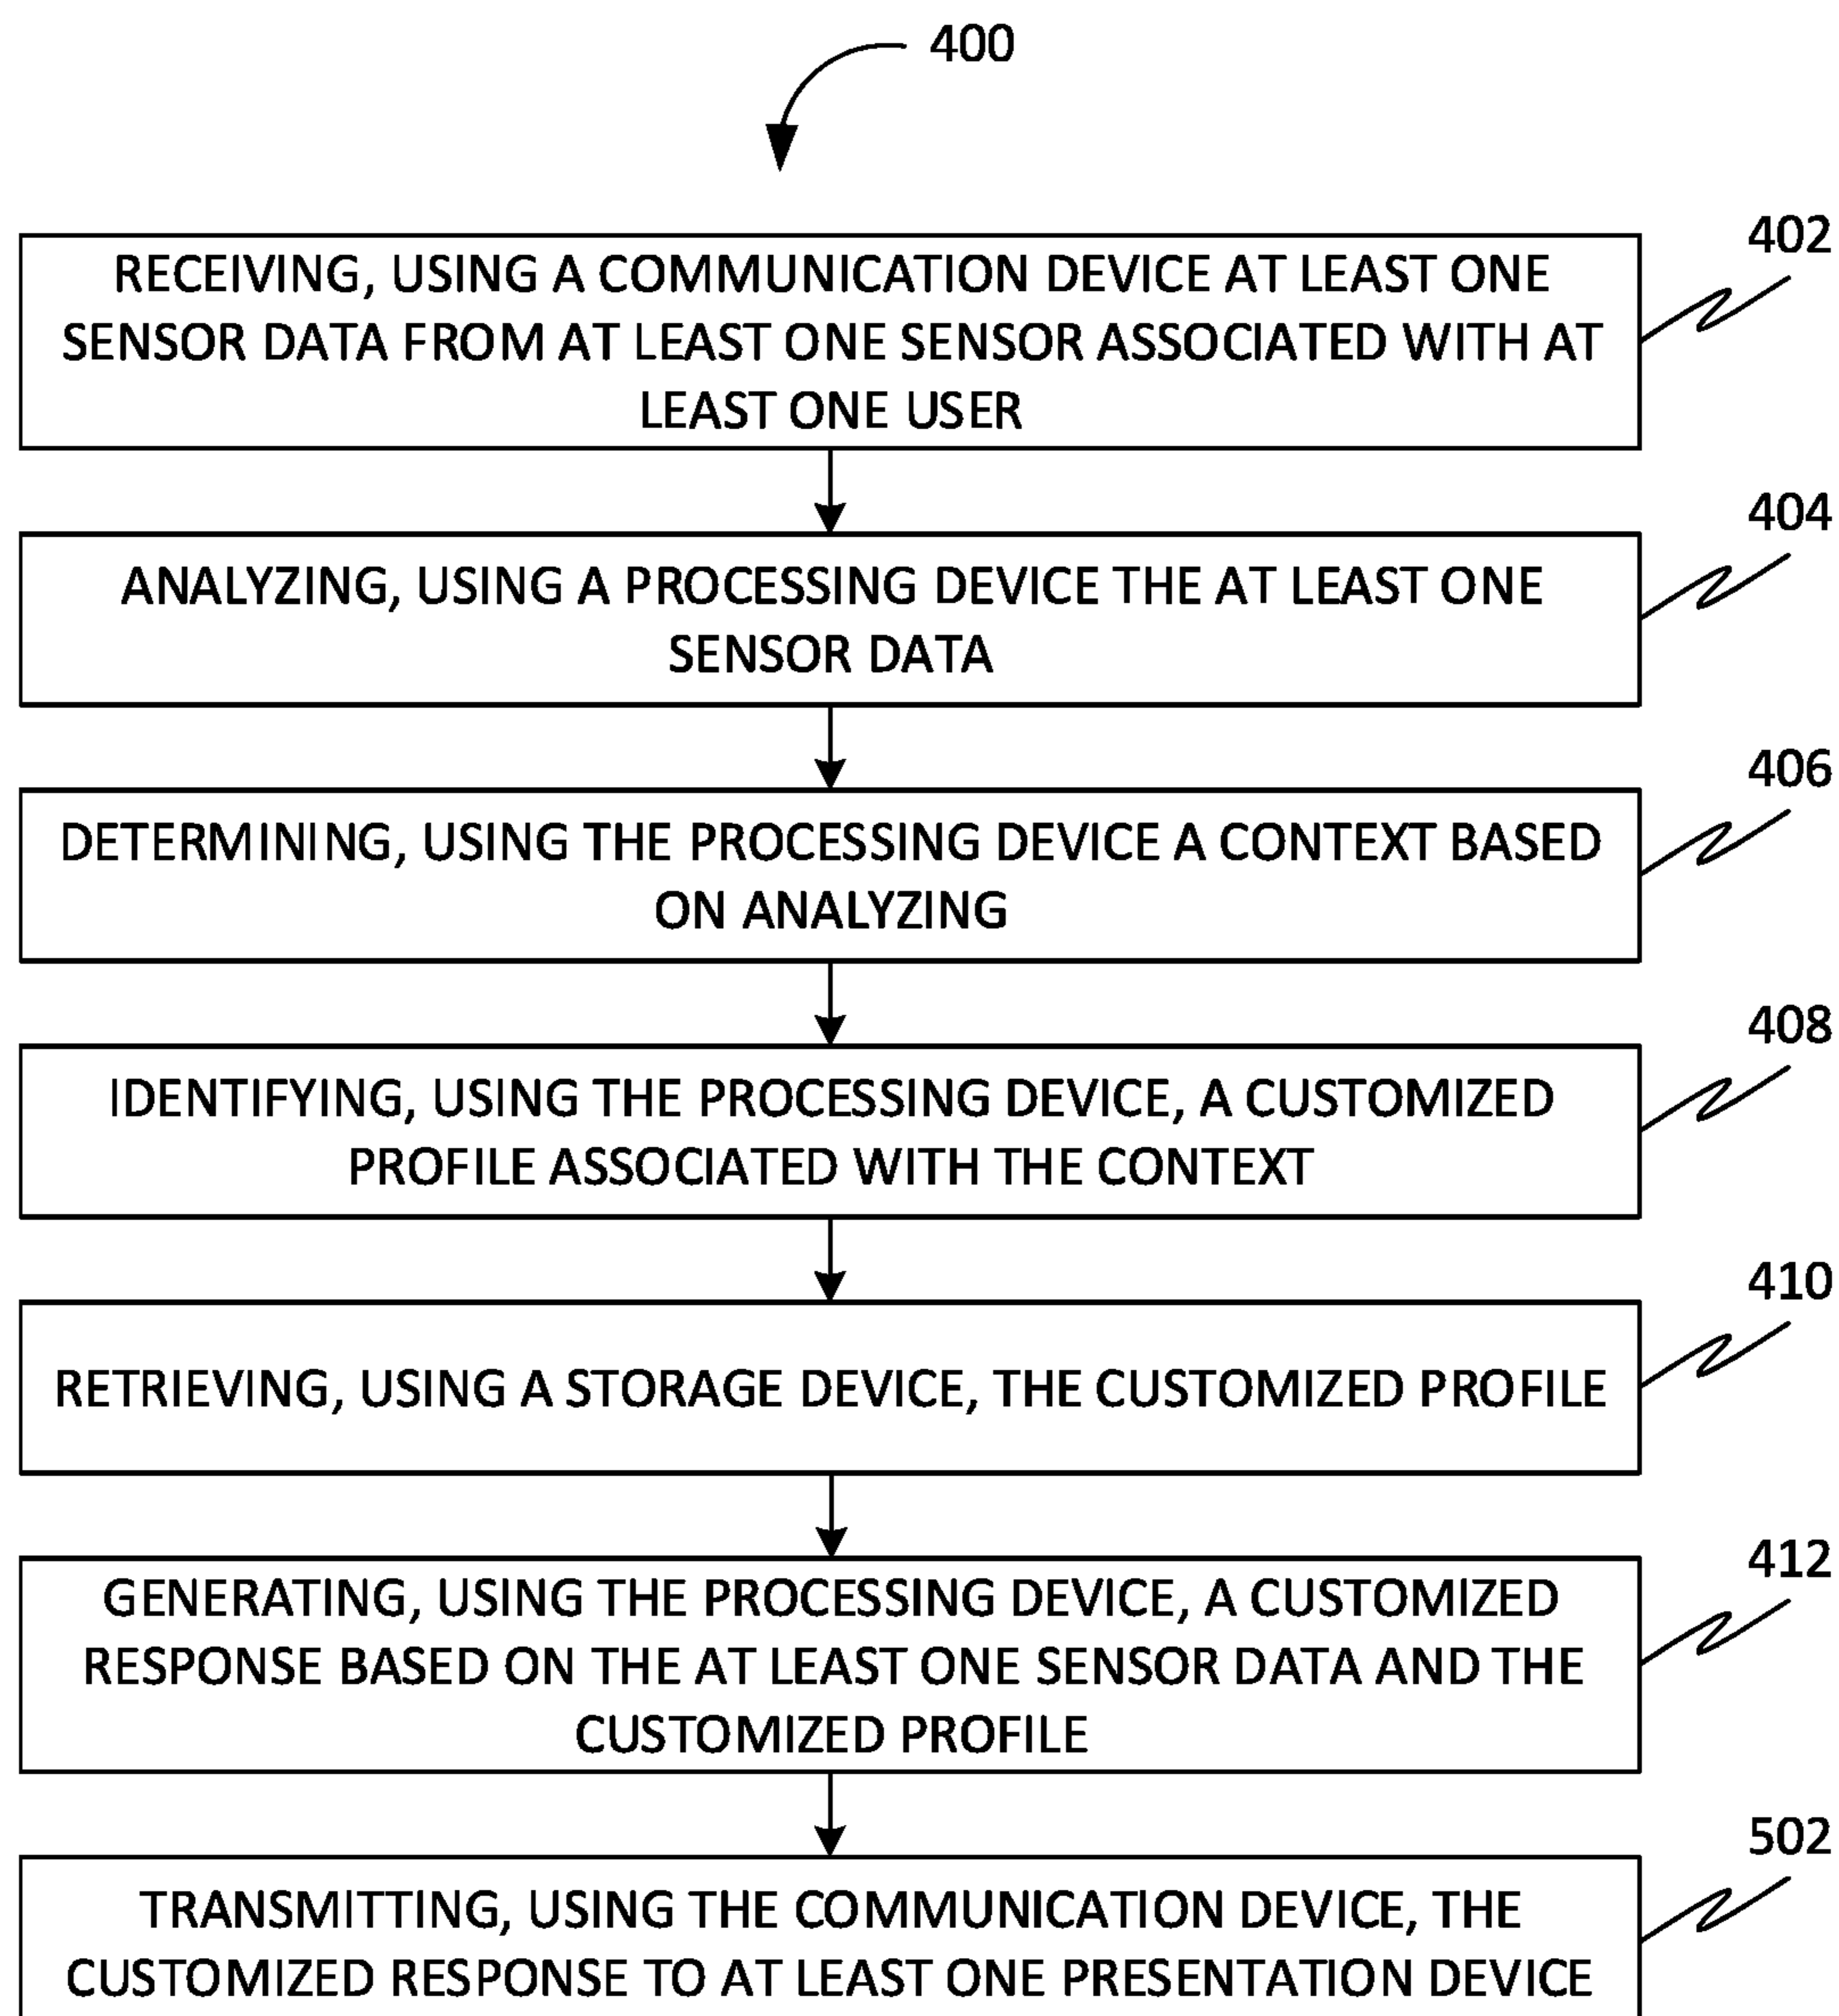 400
402
RECEIVING, USING A COMMUNICATION DEVICE AT LEAST ONE
SENSOR DATA FROM AT LEAST ONE SENSOR ASSOCIATED WITH AT
LEAST ONE USER
404
ANALYZING, USING A PROCESSING DEVICE THE AT LEAST ONE
SENSOR DATA
406
DETERMINING, USING THE PROCESSING DEVICE A CONTEXT BASED
ON ANALYZING
408
IDENTIFYING, USING THE PROCESSING DEVICE, A CUSTOMIZED
PROFILE ASSOCIATED WITH THE CONTEXT
410
RETRIEVING, USING A STORAGE DEVICE, THE CUSTOMIZED PROFILE
412
GENERATING, USING THE PROCESSING DEVICE, A CUSTOMIZED
RESPONSE BASED ON THE AT LEAST ONE SENSOR DATA AND THE
CUSTOMIZED PROFILE
502
TRANSMITTING, USING THE COMMUNICATION DEVICE, THE
CUSTOMIZED RESPONSE TO AT LEAST ONE PRESENTATION DEVICE